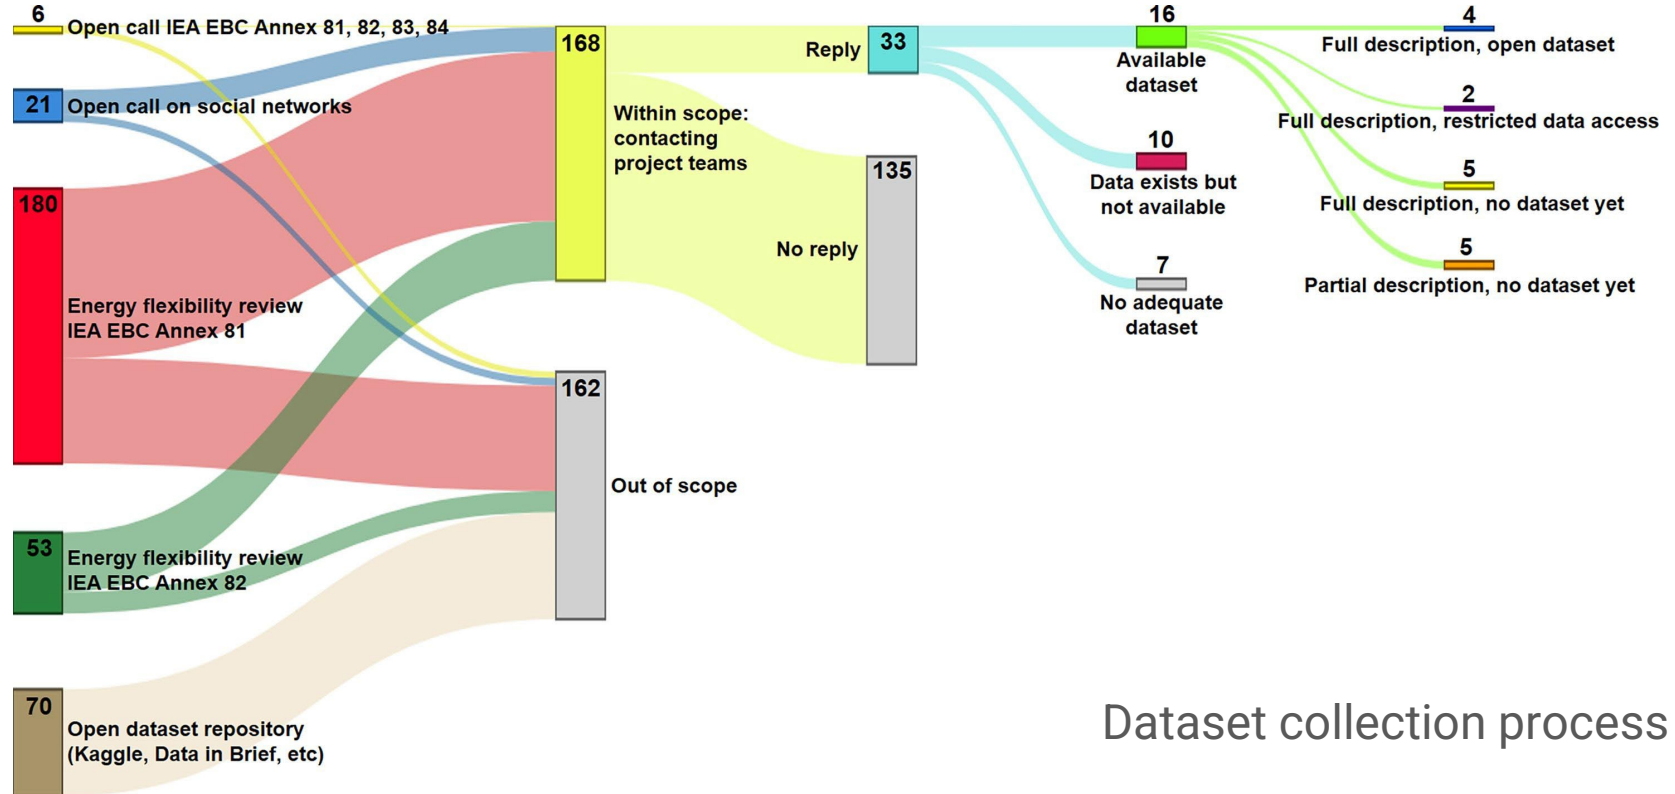 6
Open call IEA EBC Annex 81, 82, 83, 84
21
Open call on social networks
180
Energy flexibility review
IEA EBC Annex 81
53
Energy flexibility review
IEA EBC Annex 82
70
Open dataset repository
(Kaggle, Data in Brief, etc)
168
Within scope:
contacting
project teams
162
Out of scope
Reply
33
No reply
135
16
Available
dataset
10
Data exists but
not available
7
No adequate
dataset
4
Full description, open dataset
2
Full description, restricted data access
5
Full description, no dataset yet
5
Partial description, no dataset yet
Dataset collection process